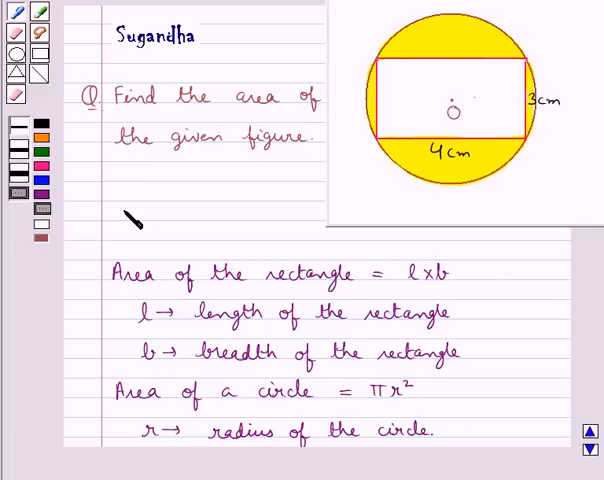 Sugandha
Q. Find the area of
the given figure.
O
3cm
4cm
Area of the rectangle = l×b
l→ length of the rectangle
b→ breadth of the rectangle
Area of a circle = πr²
r→ radius of the circle.